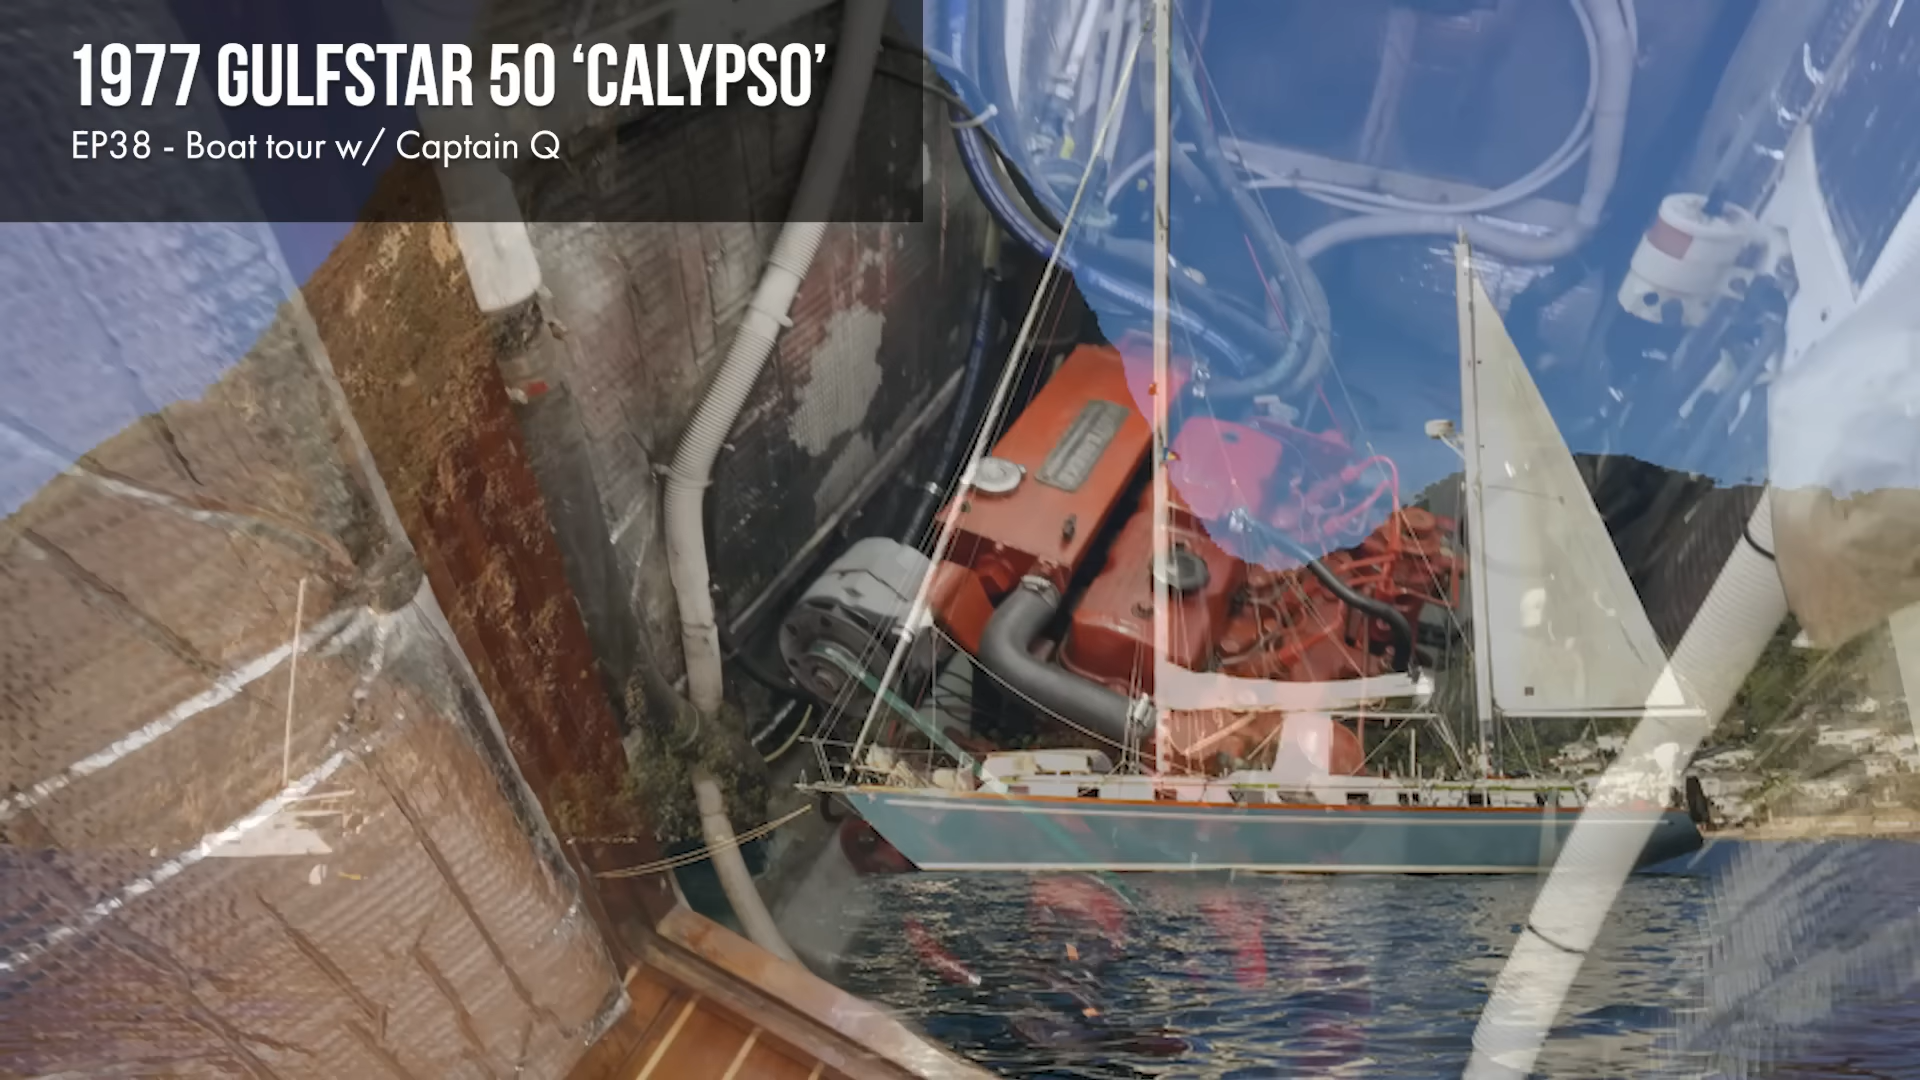 1977 GULFSTAR 50 ‘CALYPSO’
EP38 - Boat tour w/ Captain Q